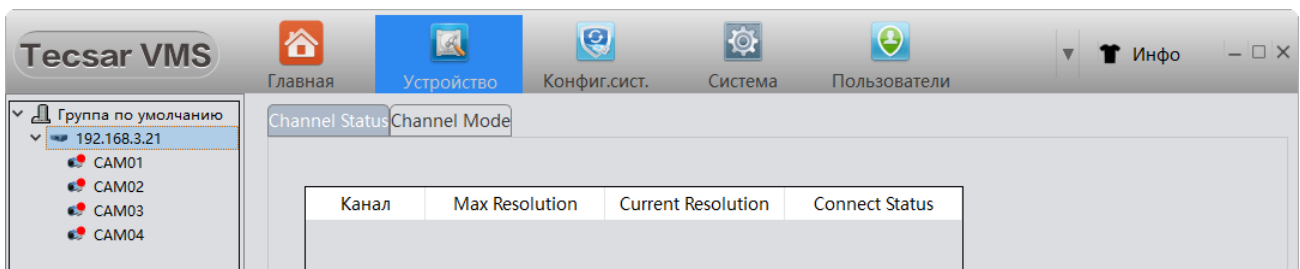 Tecsar VMS
Главная
Устройство
Конфиг.сист.
Система
Пользователи
Инфо
Группа по умолчанию
192.168.3.21
CAM01
CAM02
CAM03
CAM04
Channel Status Channel Mode
Канал Max Resolution Current Resolution Connect Status